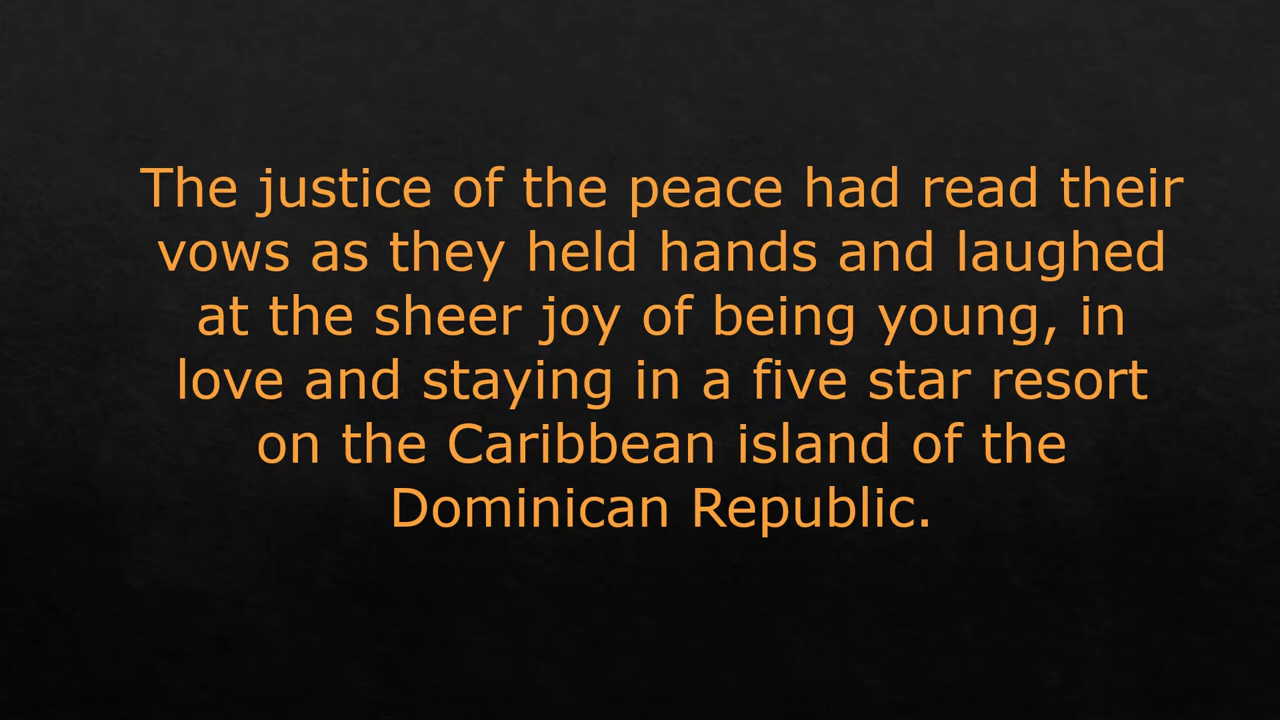 The justice of the peace had read their
vows as they held hands and laughed
at the sheer joy of being young, in
love and staying in a five star resort
on the Caribbean island of the
Dominican Republic.